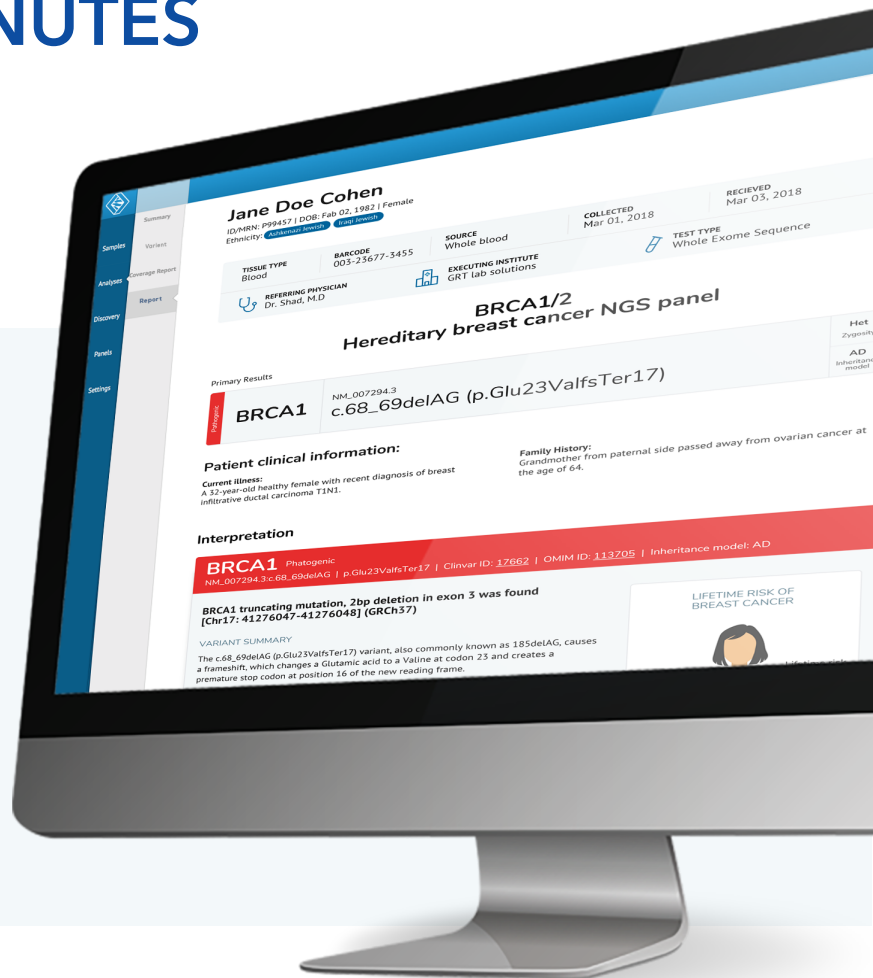 NUTES
Jane Doe Cohen
ID/MRN: P99457 | DOB: Fab 02, 1982 | Female
Ethnicity: Ashkenazi Jewish Iraqi Jewish
Summary
Variant
Coverage Report
Report
Samples
Analyses
Discovery
Panels
Settings
TISSUE TYPE
Blood
BARCODE
003-23677-3455
SOURCE
Whole blood
COLLECTED
Mar 01, 2018
RECIEVED
Mar 03, 2018
REFERRING PHYSICIAN
Dr. Shad, M.D
EXECUTING INSTITUTE
GRT lab solutions
TEST TYPE
Whole Exome Sequence
BRCA1/2
Hereditary breast cancer NGS panel
Primary Results
Pathogenic
BRCA1
NM_007294.3
c.68_69delAG (p.Glu23ValfsTer17)
Het
Zygosity
AD
Inheritance
model
Patient clinical information:
Current illness:
A 32-year-old healthy female with recent diagnosis of breast
infiltrative ductal carcinoma T1N1.
Family History:
Grandmother from paternal side passed away from ovarian cancer at
the age of 64.
Interpretation
BRCA1 Phatogenic
NM_007294.3:c.68_69delAG | p.Glu23ValfsTer17 | Clinvar ID: 17662 | OMIM ID: 113705 | Inheritance model: AD
BRCA1 truncating mutation, 2bp deletion in exon 3 was found
[Chr17: 41276047-41276048] (GRCh37)
VARIANT SUMMARY
The c.68_69delAG (p.Glu23ValfsTer17) variant, also commonly known as 185delAG, causes
a frameshift, which changes a Glutamic acid to a Valine at codon 23 and creates a
premature stop codon at position 16 of the new reading frame.
LIFETIME RISK OF
BREAST CANCER